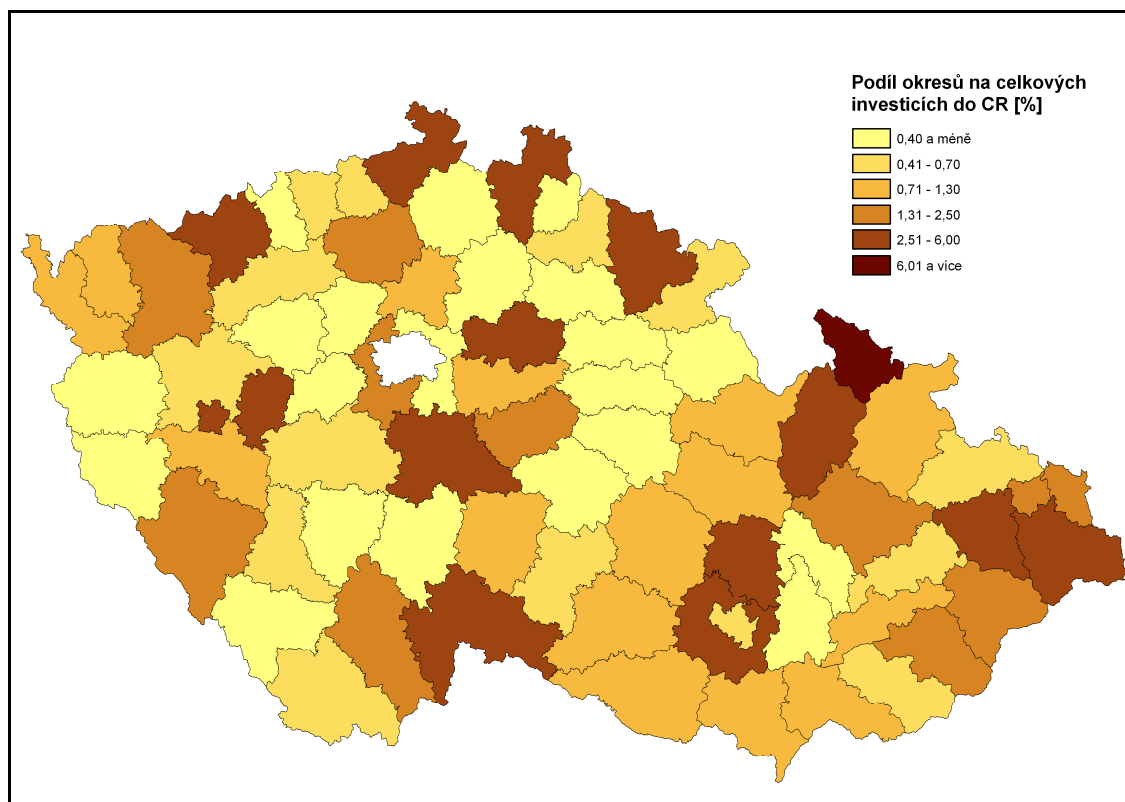 Podíl okresů na celkových
investicích do CR [%]
0,40 a méně
0,41 - 0,70
0,71 - 1,30
1,31 - 2,50
2,51 - 6,00
6,01 a více